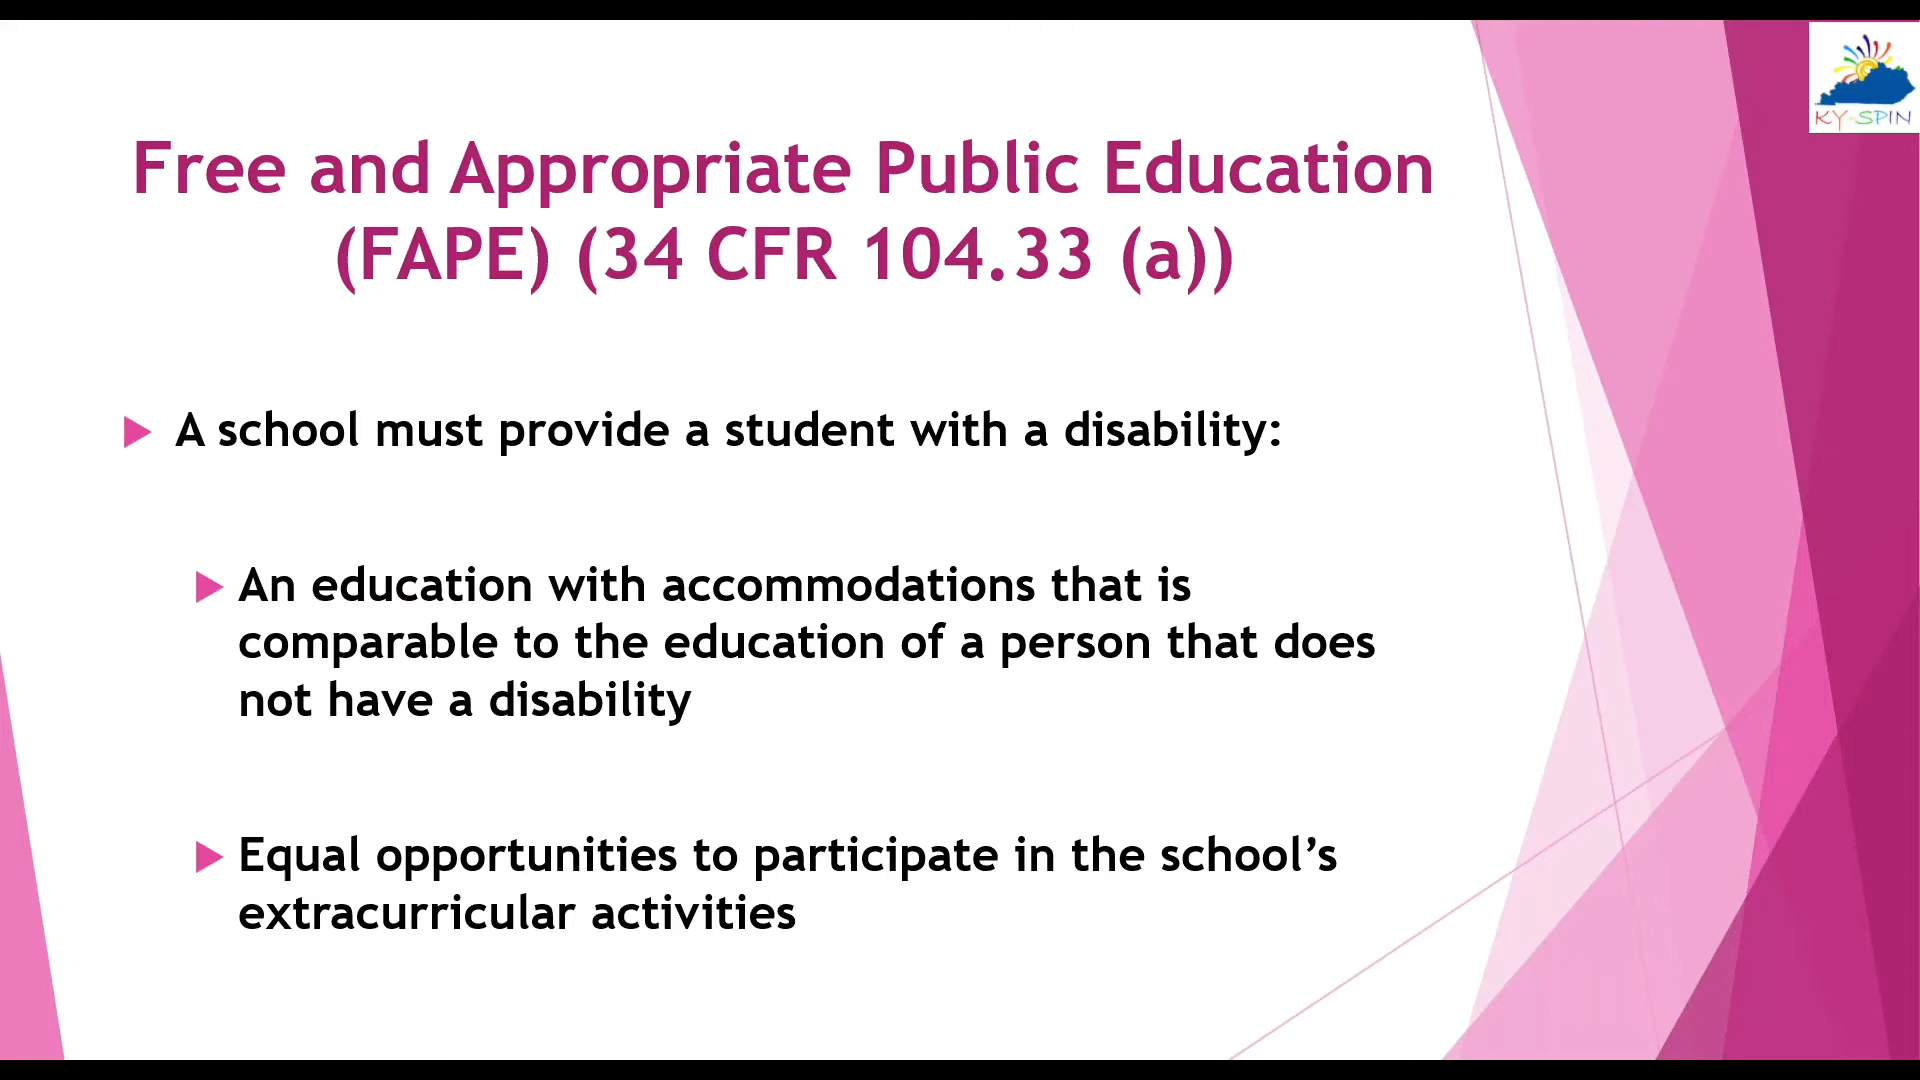 KY-SPIN
Free and Appropriate Public Education
(FAPE) (34 CFR 104.33 (a))
A school must provide a student with a disability:
An education with accommodations that is
comparable to the education of a person that does
not have a disability
Equal opportunities to participate in the school’s
extracurricular activities